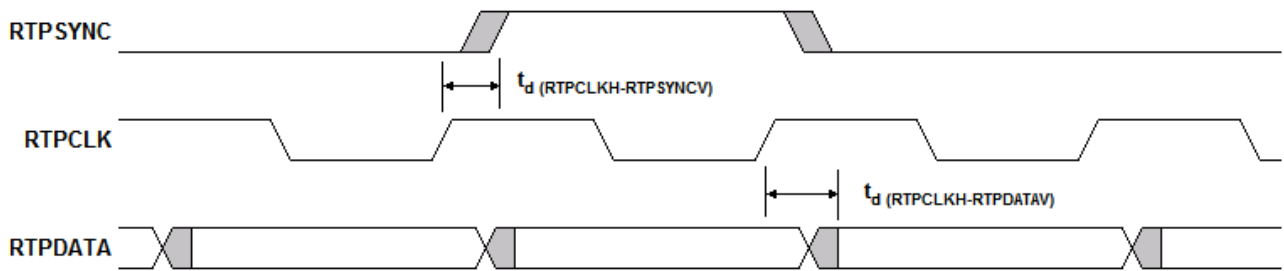 RTPSYNC
td (RTPCLKH-RTPSYNCV)
RTPCLK
td (RTPCLKH-RTPDATAV)
RTPDATA